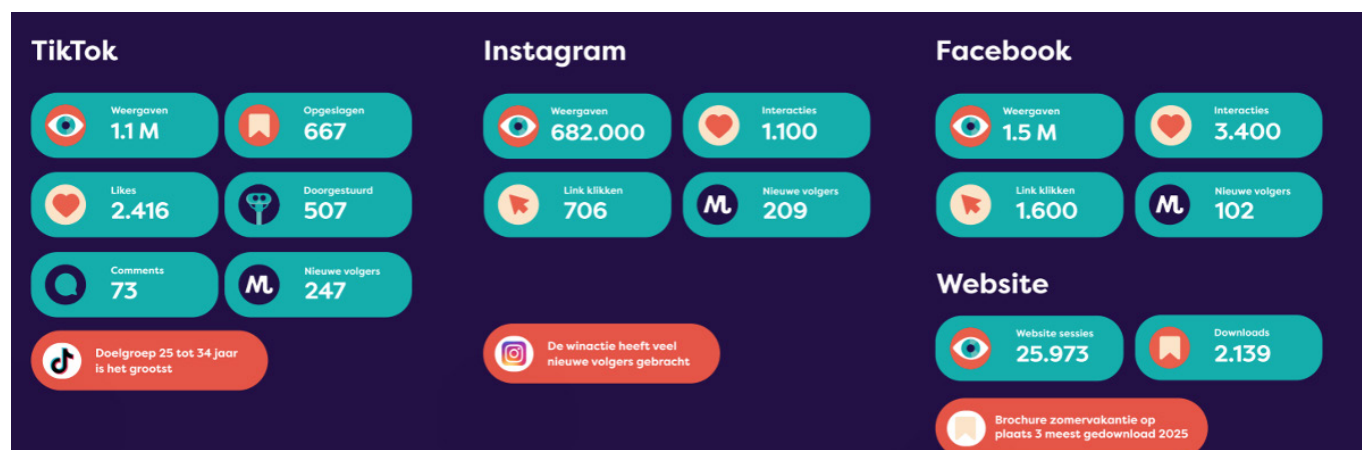 TikTok
Weergaven
1.1 M
Opgeslagen
667
Likes
2.416
Doorgestuurd
507
Comments
73
Nieuwe volgers
247
Doelgroep 25 tot 34 jaar
is het grootst
Instagram
Weergaven
682.000
Interacties
1.100
Link klikken
706
Nieuwe volgers
209
De winactie heeft veel
nieuwe volgers gebracht
Facebook
Weergaven
1.5 M
Interacties
3.400
Link klikken
1.600
Nieuwe volgers
102
Website
Website sessies
25.973
Downloads
2.139
Brochure zomervakantie op
plaats 3 meest gedownload 2025